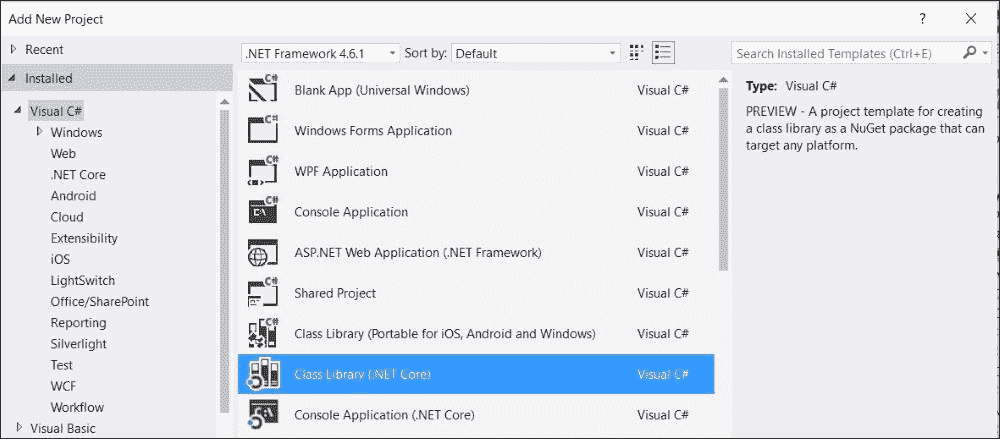 Add New Project
? ×
Recent
.NET Framework 4.6.1
Sort by: Default
Search Installed Templates (Ctrl+E)
Installed
Visual C#
Windows
Web
.NET Core
Android
Cloud
Extensibility
iOS
LightSwitch
Office/SharePoint
Reporting
Silverlight
Test
WCF
Workflow
Visual Basic
Blank App (Universal Windows) Visual C#
Windows Forms Application Visual C#
WPF Application Visual C#
Console Application Visual C#
ASP.NET Web Application (.NET Framework) Visual C#
Shared Project Visual C#
Class Library (Portable for iOS, Android and Windows) Visual C#
Class Library (.NET Core) Visual C#
Console Application (.NET Core) Visual C#
Type: Visual C#
PREVIEW - A project template for creating
a class library as a NuGet package that can
target any platform.